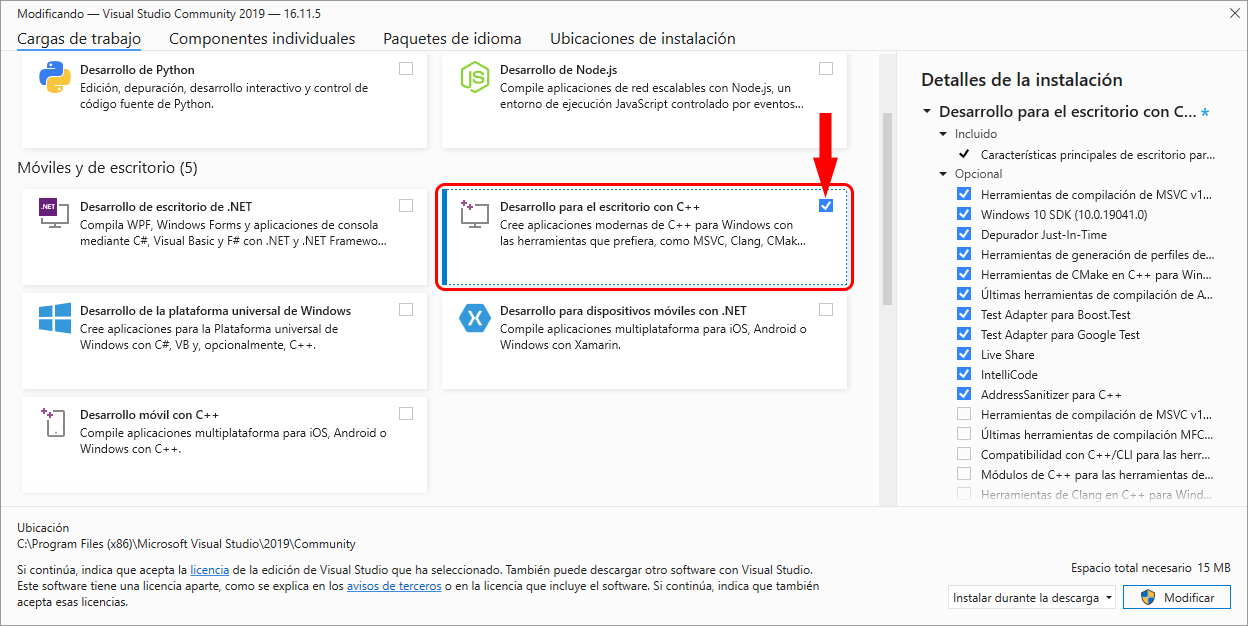 Modificando — Visual Studio Community 2019 — 16.11.5
Cargas de trabajo
Componentes individuales
Paquetes de idioma
Ubicaciones de instalación
Desarrollo de Python
Edición, depuración, desarrollo interactivo y control de
código fuente de Python.
JS
Desarrollo de Node.js
Compile aplicaciones de red escalables con Node.js, un
entorno de ejecución JavaScript controlado por eventos...
Móviles y de escritorio (5)
.NET
Desarrollo de escritorio de .NET
Compila WPF, Windows Forms y aplicaciones de consola
mediante C#, Visual Basic y F# con .NET y .NET Framewo...
Desarrollo para el escritorio con C++
Cree aplicaciones modernas de C++ para Windows con
las herramientas que prefiera, como MSVC, Clang, CMak...
Desarrollo de la plataforma universal de Windows
Cree aplicaciones para la Plataforma universal de
Windows con C#, VB y, opcionalmente, C++.
Desarrollo para dispositivos móviles con .NET
Compile aplicaciones multiplataforma para iOS, Android o
Windows con Xamarin.
Desarrollo móvil con C++
Compile aplicaciones multiplataforma para iOS, Android o
Windows con C++.
Detalles de la instalación
Desarrollo para el escritorio con C... *
Incluido
Características principales de escritorio par...
Opcional
Herramientas de compilación de MSVC v1...
Windows 10 SDK (10.0.19041.0)
Depurador Just-In-Time
Herramientas de generación de perfiles de...
Herramientas de CMake en C++ para Win...
Últimas herramientas de compilación de A...
Test Adapter para Boost.Test
Test Adapter para Google Test
Live Share
IntelliCode
AddressSanitizer para C++
Herramientas de compilación de MSVC v1...
Últimas herramientas de compilación MFC...
Compatibilidad con C++/CLI para las herr...
Módulos de C++ para las herramientas de...
Herramientas de Clang en C++ para Wind...
Ubicación
C:\Program Files (x86)\Microsoft Visual Studio\2019\Community
Si continúa, indica que acepta la licencia de la edición de Visual Studio que ha seleccionado. También puede descargar otro software con Visual Studio.
Este software tiene una licencia aparte, como se explica en los avisos de terceros o en la licencia que incluye el software. Si continúa, indica que también
acepta esas licencias.
Espacio total necesario 15 MB
Instalar durante la descarga
Modificar